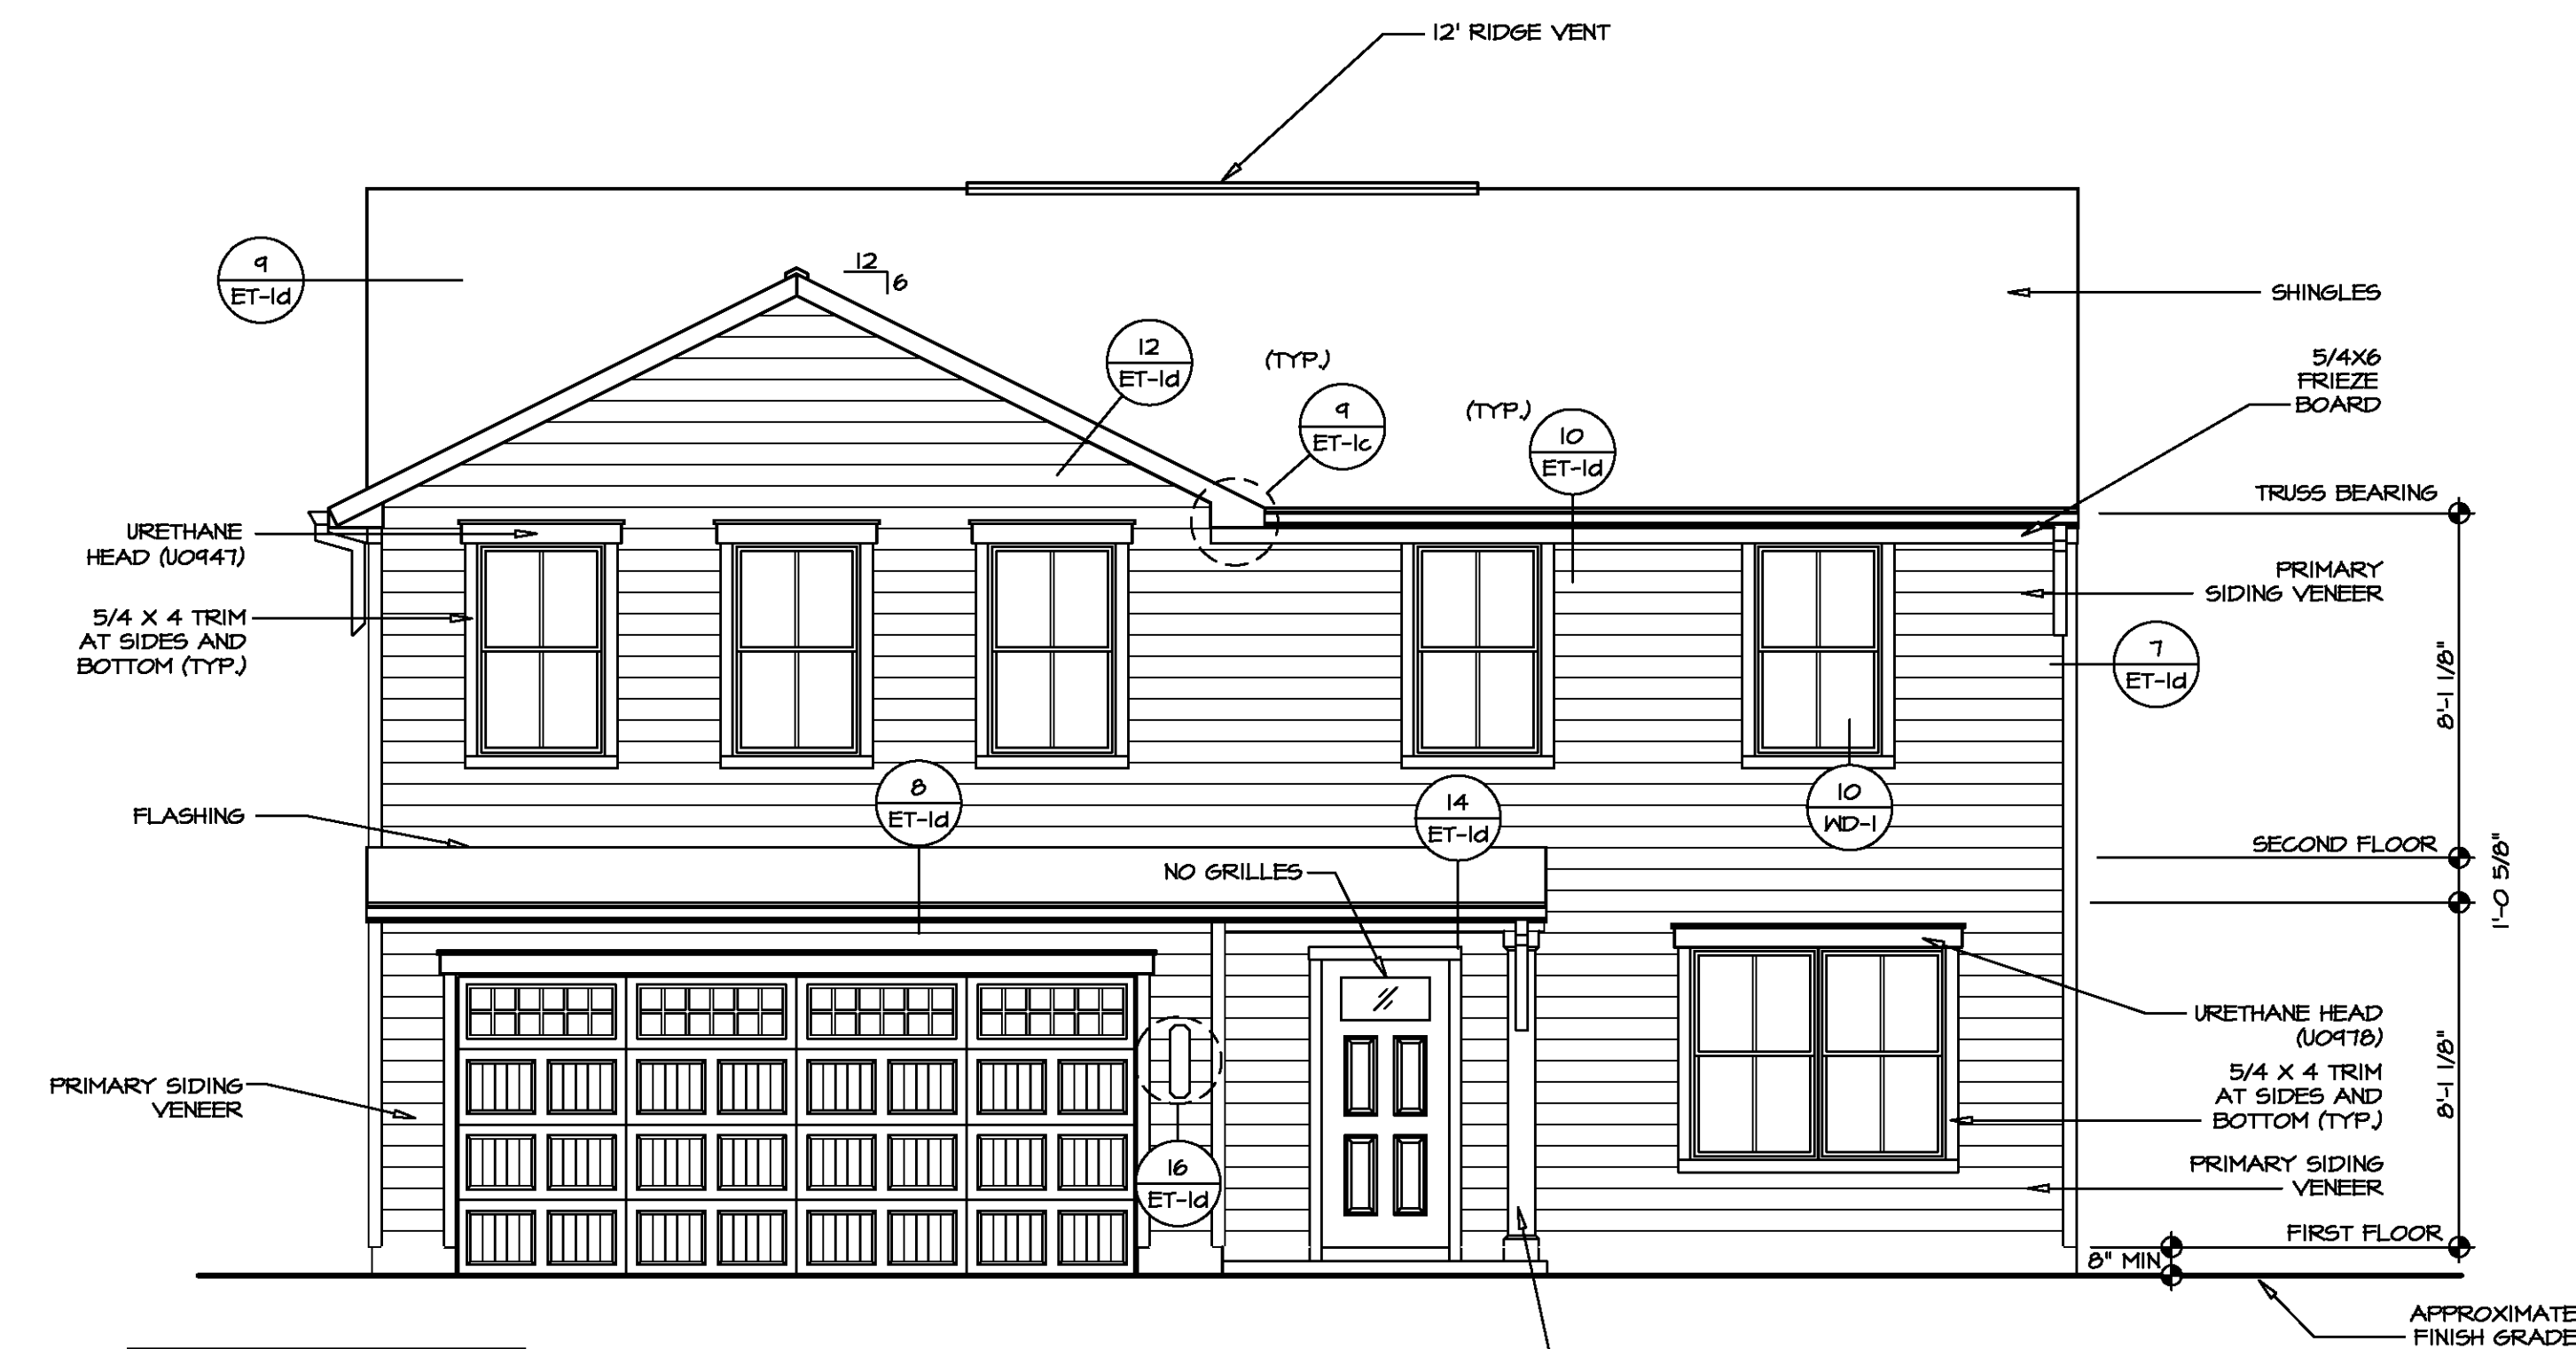 12' RIDGE VENT
9
ET-1d
12
6
SHINGLES
12
ET-1d
(TYP.)
9
ET-1c
(TYP.)
10
ET-1d
5/4X6
FRIEZE
BOARD
TRUSS BEARING
URETHANE
HEAD (U0947)
5/4 X 4 TRIM
AT SIDES AND
BOTTOM (TYP.)
PRIMARY
SIDING VENEER
7
ET-1d
8'-1 1/8"
FLASHING
8
ET-1d
14
ET-1d
10
WD-1
NO GRILLES
SECOND FLOOR
1'-0 5/8"
URETHANE HEAD
(U0978)
5/4 X 4 TRIM
AT SIDES AND
BOTTOM (TYP.)
8'-1 1/8"
PRIMARY SIDING
VENEER
16
ET-1d
PRIMARY SIDING
VENEER
FIRST FLOOR
8" MIN
APPROXIMATE
FINISH GRADE